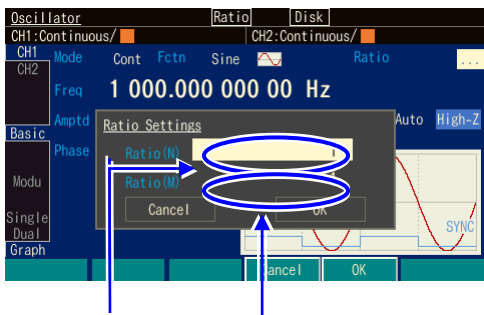 Oscillator Ratio Disk
CH1:Continuous/ CH2:Continuous/
CH1 Mode Cont Fctn Sine Ratio ...
CH2
Freq 1 000.000 000 00 Hz
Amptd Auto High-Z
Basic Ratio Settings
Phase Ratio(N)
Modu Ratio(M)
Cancel OK
Single
Dual SYNC
Graph
Cancel OK